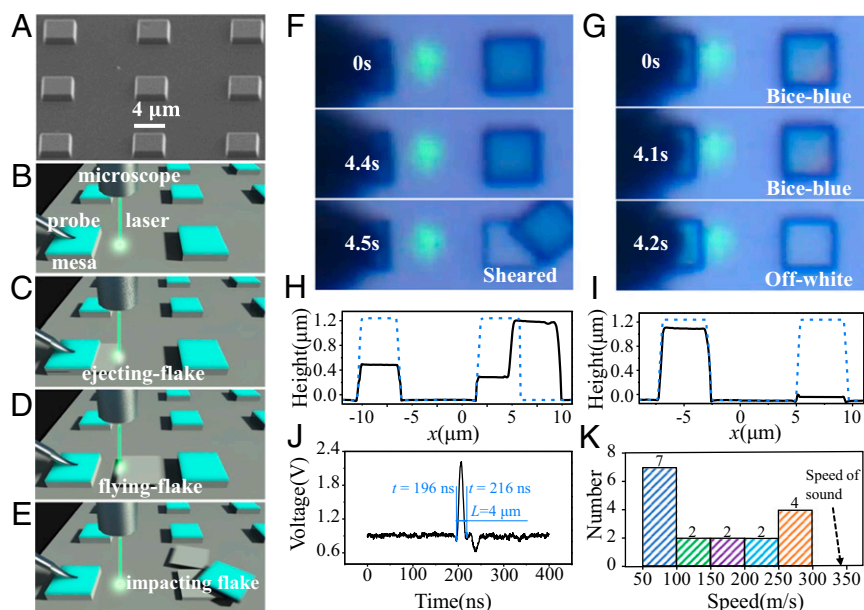 A
4 μm
B
microscope
probe laser
mesa
C
ejecting-flake
D
flying-flake
E
impacting flake
F
0s
4.4s
4.5s
Sheared
G
0s
Bice-blue
4.1s
Bice-blue
4.2s
Off-white
H
Height(μm)
1.2
0.8
0.4
0.0
-10 -5 0 5 10
x(μm)
I
Height(μm)
1.2
0.8
0.4
0.0
-5 0 5 10
x(μm)
J
Voltage(V)
2.4
1.8
1.2
0.6
t = 196 ns
t = 216 ns
L=4 μm
0 100 200 300 400
Time(ns)
K
Number
8
6
4
2
0
7
2
2
2
4
Speed of
sound
50 100 150 200 250 300 350
Speed(m/s)